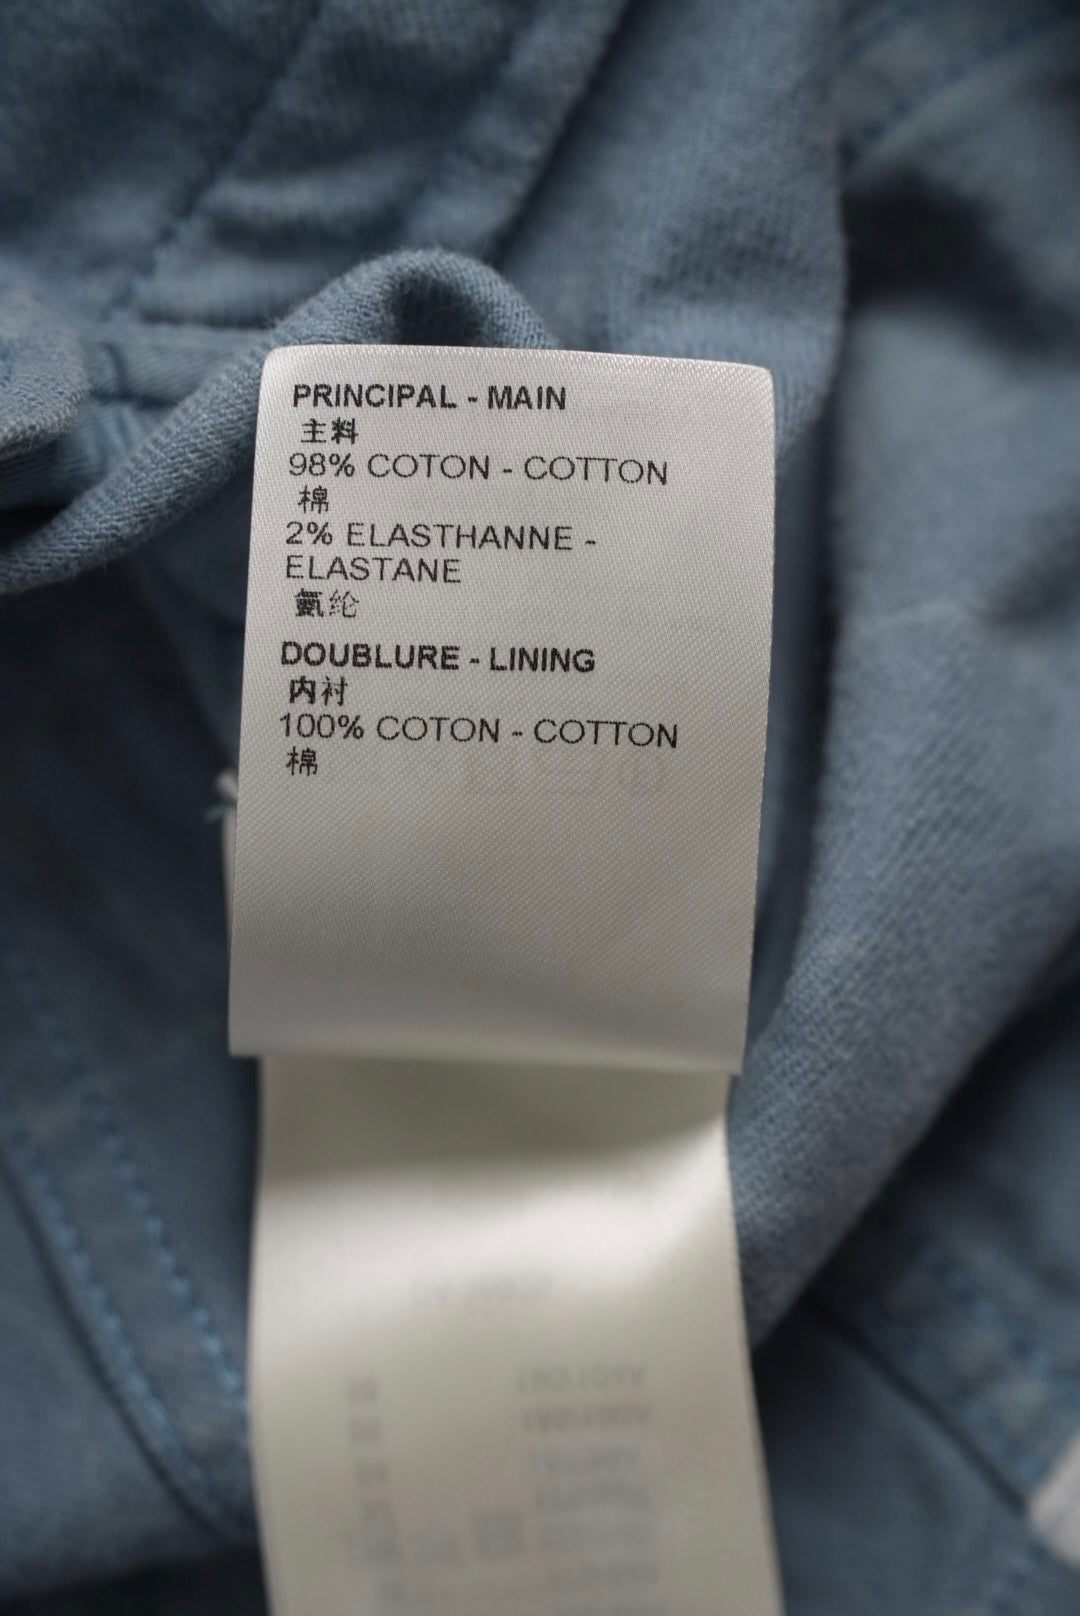 PRINCIPAL - MAIN
主料
98% COTON - COTTON
棉
2% ELASTHANNE -
ELASTANE
氨纶
DOUBLURE - LINING
内衬
100% COTON - COTTON
棉